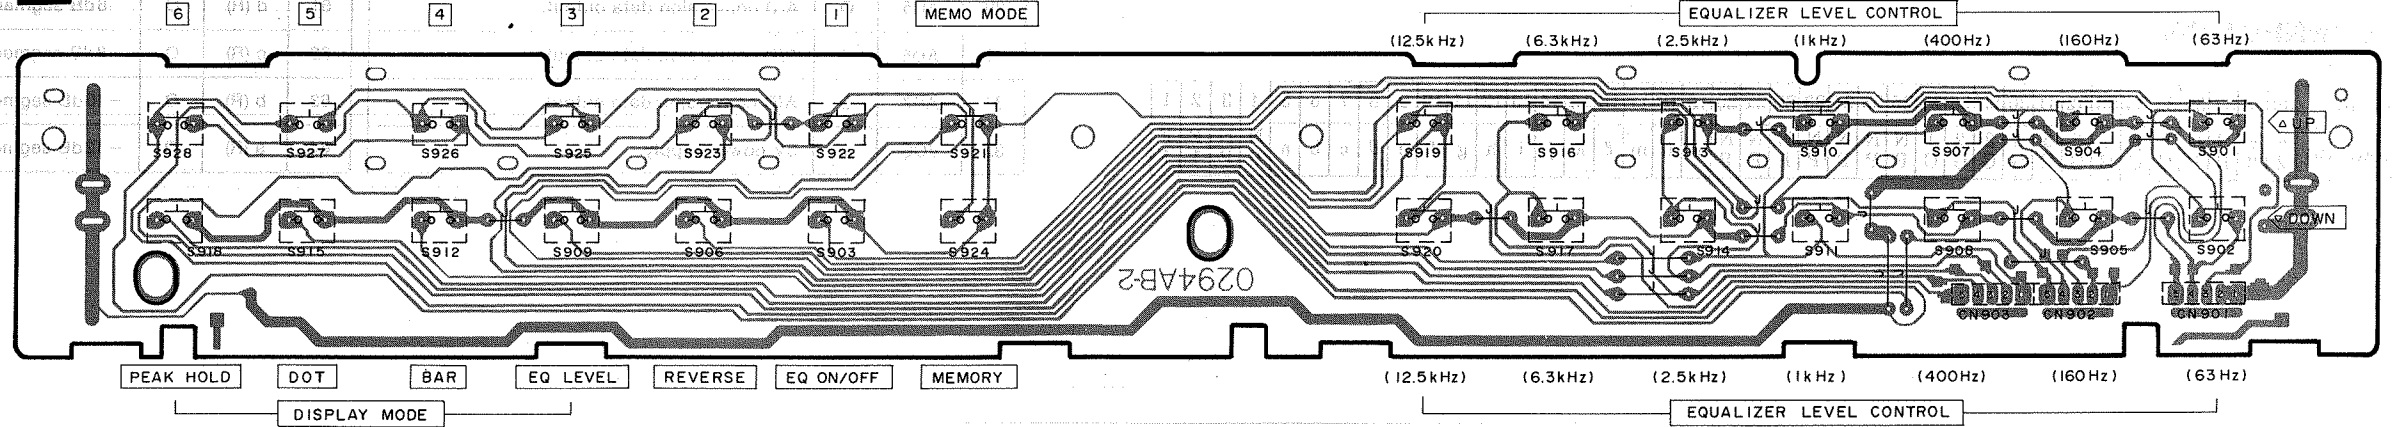 6 5 4 3 2 1 MEMO MODE EQUALIZER LEVEL CONTROL
(12.5kHz) (6.3kHz) (2.5kHz) (1kHz) (400Hz) (160Hz) (63Hz)
S928 S927 S926 S925 S923 S922 S921 S919 S916 S913 S910 S907 S904 S901
△ UP
S918 S915 S912 S909 S906 S903 S924 S920 S917 S914 S911 S908 S905 S902
▽ DOWN
0294AB-2
CN903 CN902 CN901
PEAK HOLD DOT BAR EQ LEVEL REVERSE EQ ON/OFF MEMORY (12.5kHz) (6.3kHz) (2.5kHz) (1kHz) (400Hz) (160Hz) (63Hz)
DISPLAY MODE EQUALIZER LEVEL CONTROL